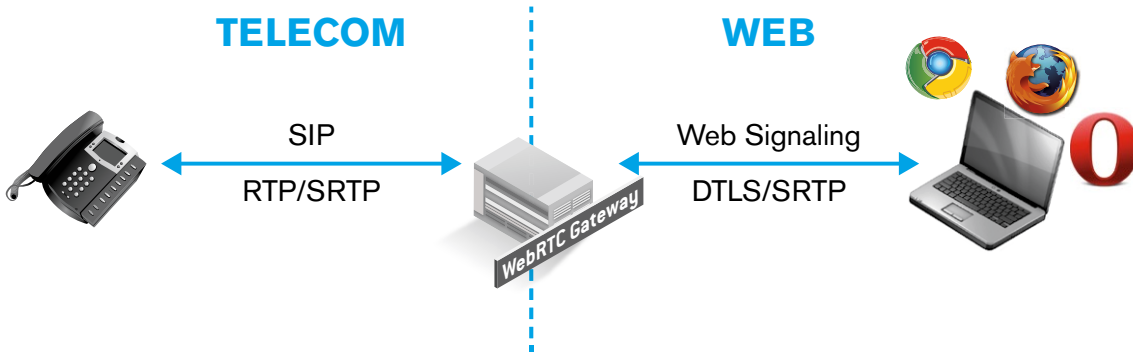 TELECOM
WEB
SIP
RTP/SRTP
WebRTC Gateway
Web Signaling
DTLS/SRTP